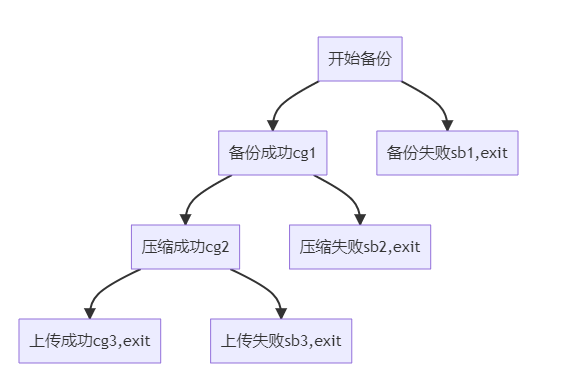 开始备份
备份成功cg1
备份失败sb1,exit
压缩成功cg2
压缩失败sb2,exit
上传成功cg3,exit
上传失败sb3,exit